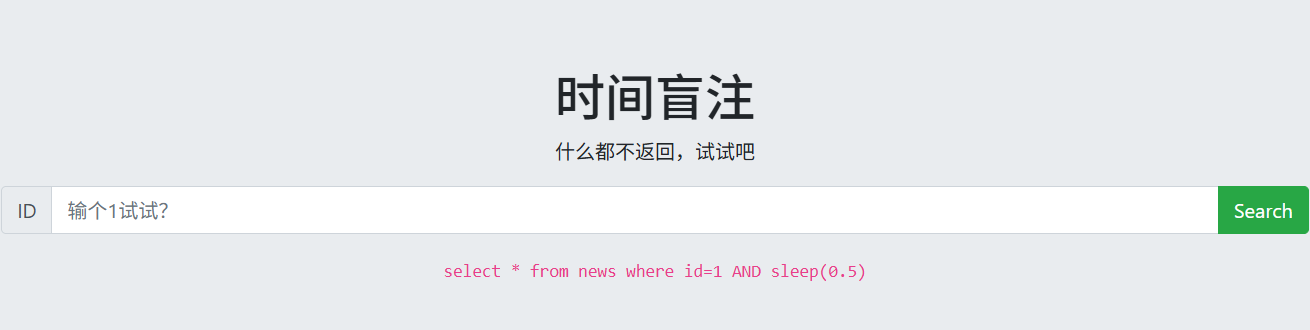 时间盲注
什么都不返回，试试吧
ID 输个1试试？ Search
select * from news where id=1 AND sleep(0.5)